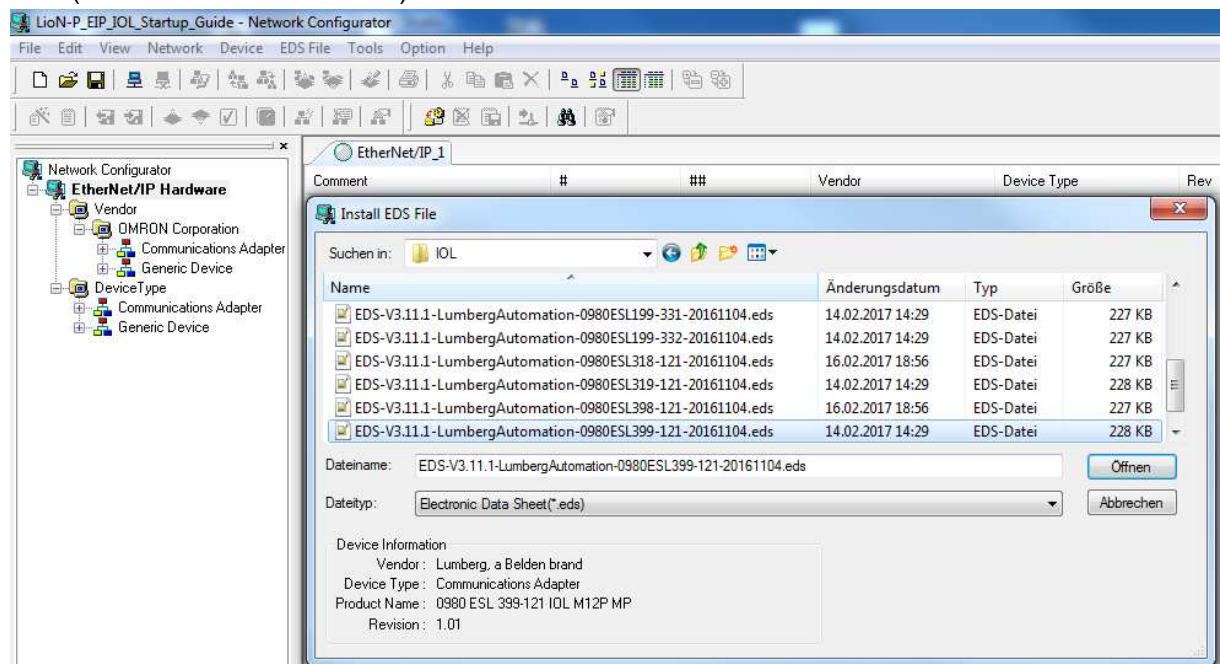 LioN-P_EIP_IOL_Startup_Guide - Network Configurator
File Edit View Network Device EDS File Tools Option Help
Network Configurator
EtherNet/IP Hardware
Vendor
OMRON Corporation
Communications Adapter
Generic Device
DeviceType
Communications Adapter
Generic Device
EtherNet/IP_1
Comment # ## Vendor Device Type Rev
Install EDS File
Suchen in: IOL
Name Änderungsdatum Typ Größe
EDS-V3.11.1-LumbergAutomation-0980ESL199-331-20161104.eds 14.02.2017 14:29 EDS-Datei 227 KB
EDS-V3.11.1-LumbergAutomation-0980ESL199-332-20161104.eds 14.02.2017 14:29 EDS-Datei 227 KB
EDS-V3.11.1-LumbergAutomation-0980ESL318-121-20161104.eds 16.02.2017 18:56 EDS-Datei 227 KB
EDS-V3.11.1-LumbergAutomation-0980ESL319-121-20161104.eds 14.02.2017 14:29 EDS-Datei 228 KB
EDS-V3.11.1-LumbergAutomation-0980ESL398-121-20161104.eds 16.02.2017 18:56 EDS-Datei 227 KB
EDS-V3.11.1-LumbergAutomation-0980ESL399-121-20161104.eds 14.02.2017 14:29 EDS-Datei 228 KB
Dateiname: EDS-V3.11.1-LumbergAutomation-0980ESL399-121-20161104.eds Öffnen
Dateityp: Electronic Data Sheet(*.eds) Abbrechen
Device Information
Vendor : Lumberg, a Belden brand
Device Type : Communications Adapter
Product Name : 0980 ESL 399-121 IOL M12P MP
Revision : 1.01